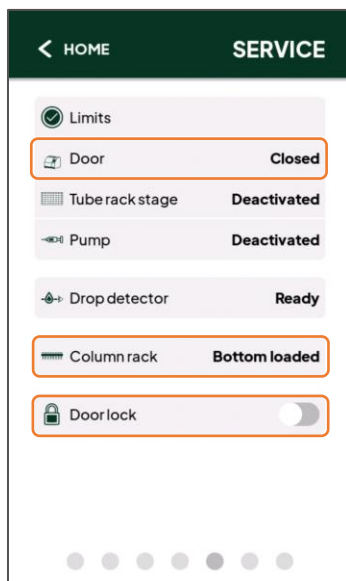 < HOME SERVICE
Limits
Door Closed
Tube rack stage Deactivated
Pump Deactivated
Drop detector Ready
Column rack Bottom loaded
Door lock